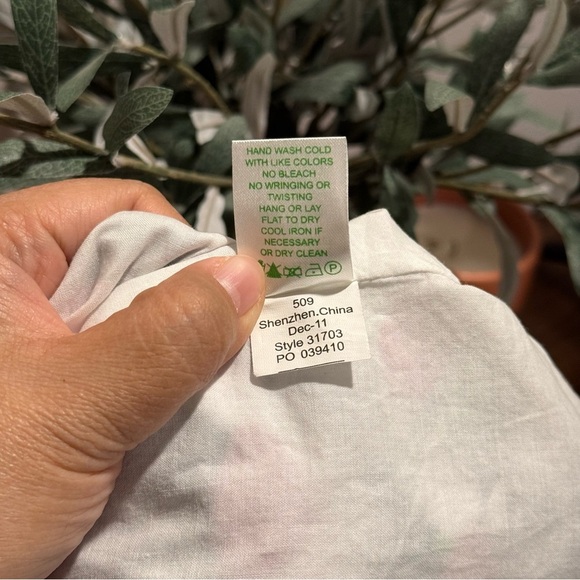 HAND WASH COLD
WITH LIKE COLORS
NO BLEACH
NO WRINGING OR
TWISTING
HANG OR LAY
FLAT TO DRY
COOL IRON IF
NECESSARY
OR DRY CLEAN
P
509
Shenzhen.China
Dec-11
Style 31703
PO 039410